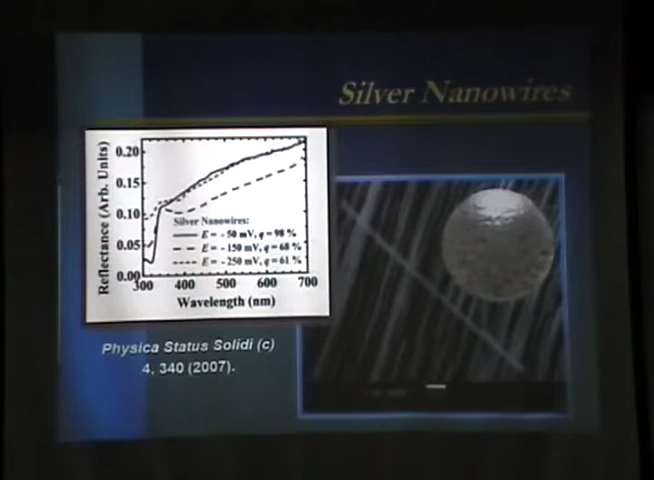 Silver Nanowires
Reflectance (Arb. Units)
0.20
0.15
0.10
0.05
0.00
Silver Nanowires:
E = - 50 mV, q = 98 %
E = - 150 mV, q = 68 %
E = - 250 mV, q = 61 %
300 400 500 600 700
Wavelength (nm)
Physica Status Solidi (c)
4, 340 (2007).